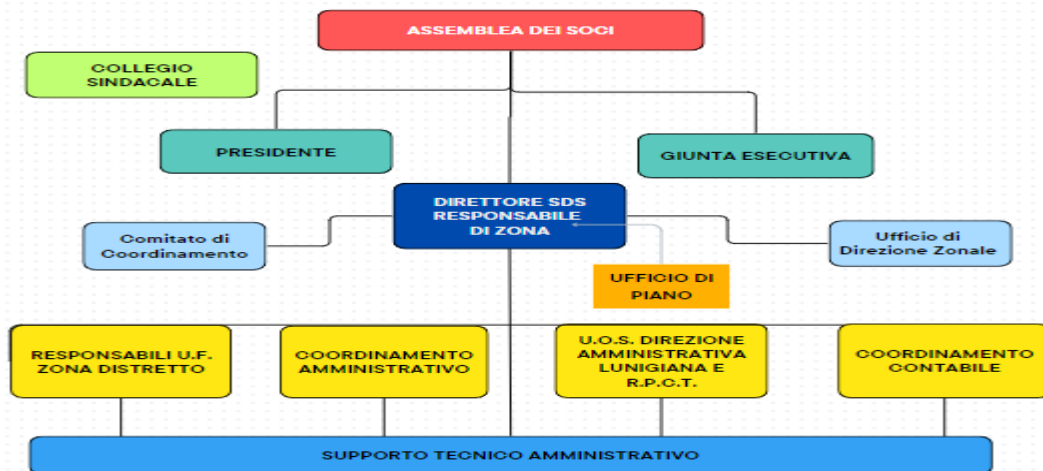 ASSEMBLEA DEI SOCI
COLLEGIO
SINDACALE
PRESIDENTE
GIUNTA ESECUTIVA
DIRETTORE SDS
RESPONSABILE
DI ZONA
Comitato di
Coordinamento
Ufficio di
Direzione Zonale
UFFICIO DI
PIANO
RESPONSABILI U.F.
ZONA DISTRETTO
COORDINAMENTO
AMMINISTRATIVO
U.O.S. DIREZIONE
AMMINISTRATIVA
LUNIGIANA E
R.P.C.T.
COORDINAMENTO
CONTABILE
SUPPORTO TECNICO AMMINISTRATIVO